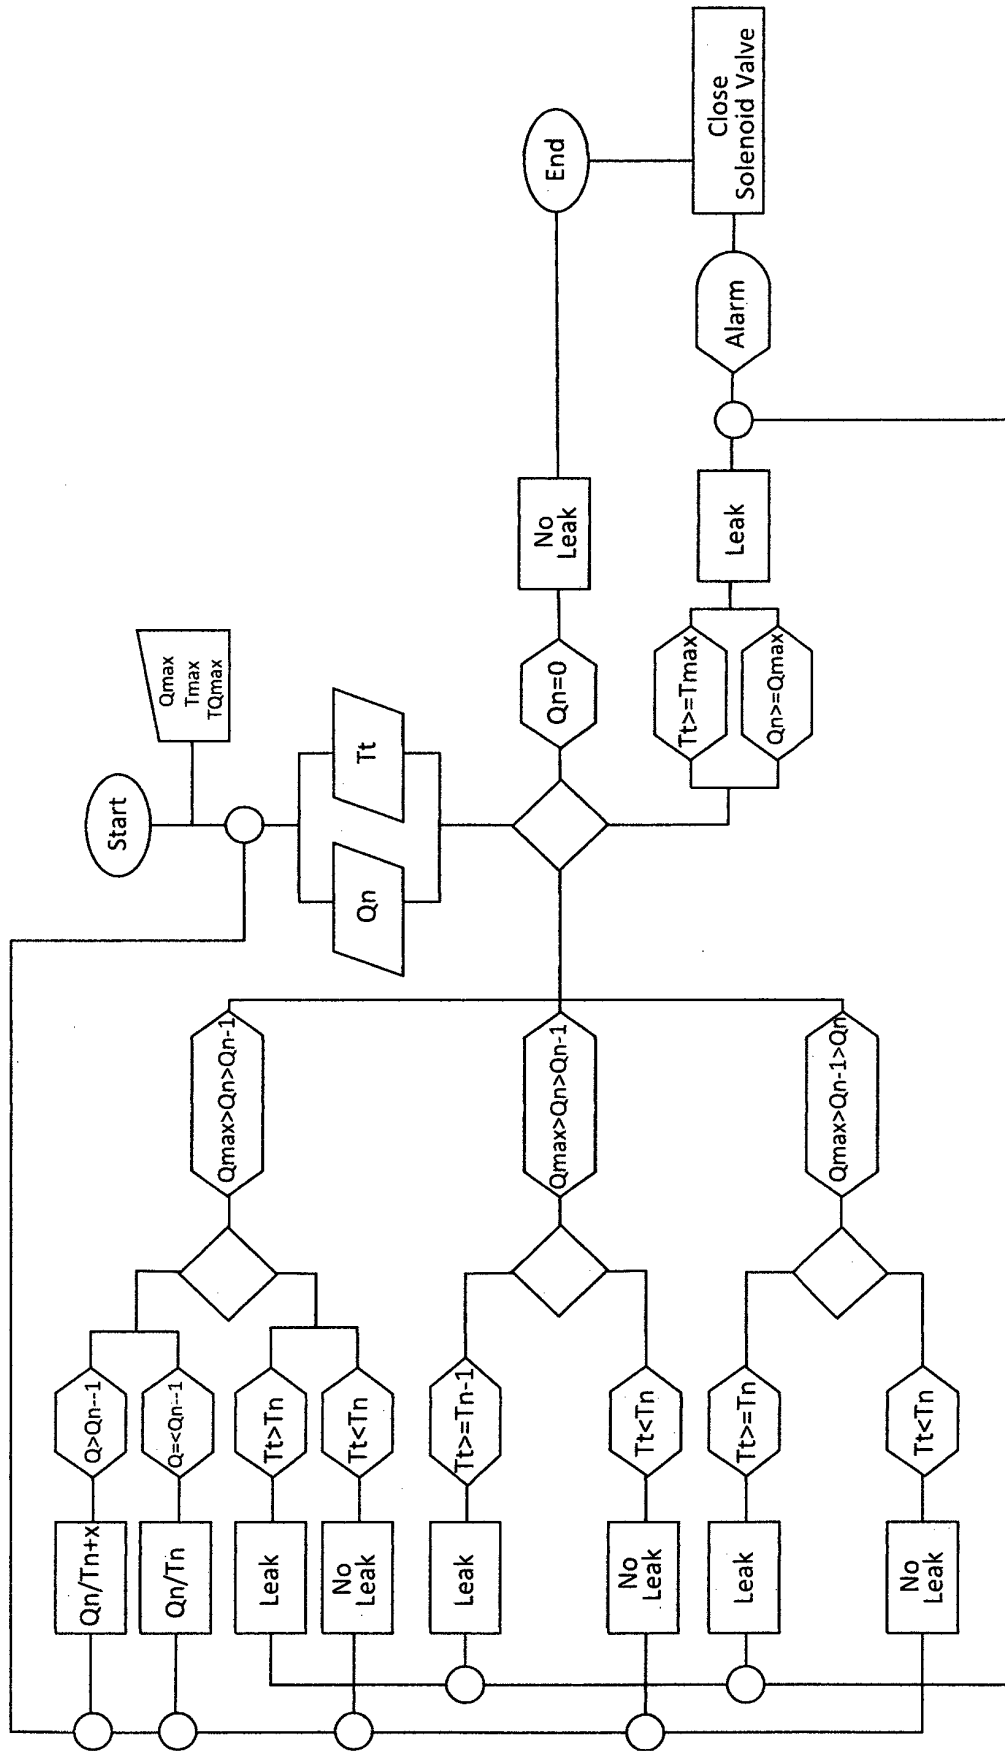 Start
Qmax
Tmax
TQmax
Qn
Tt
Qn=0
No
Leak
End
Tt>=Tmax
Qn>=Qmax
Leak
Alarm
Close
Solenoid Valve
Qmax>Qn>Qn-1
Q>Qn--1
Qn/Tn+x
Q=<Qn--1
Qn/Tn
Tt>Tn
Leak
Tt<Tn
No
Leak
Qmax>Qn>Qn-1
Tt>=Tn-1
Leak
Tt<Tn
No
Leak
Qmax>Qn-1>Qn
Tt>=Tn
Leak
Tt<Tn
No
Leak